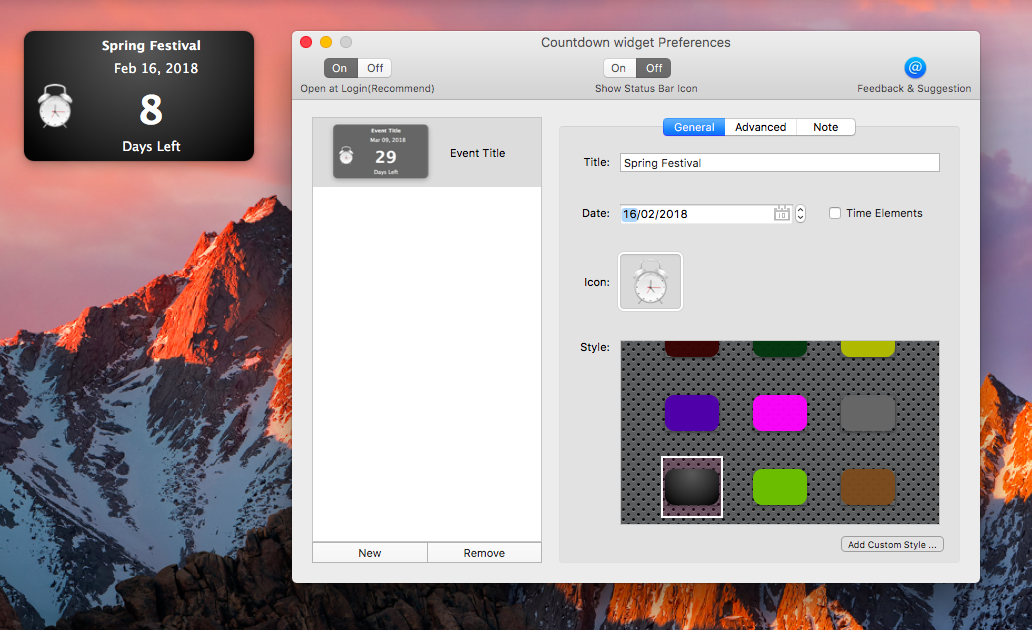 Spring Festival
Feb 16, 2018
8
Days Left
Countdown widget Preferences
On Off
Open at Login(Recommend)
On Off
Show Status Bar Icon
@
Feedback & Suggestion
Event Title
Mar 09, 2018
29
Days Left
Event Title
New Remove
General Advanced Note
Title: Spring Festival
Date: 16/02/2018 Time Elements
Icon:
Style:
Add Custom Style ...